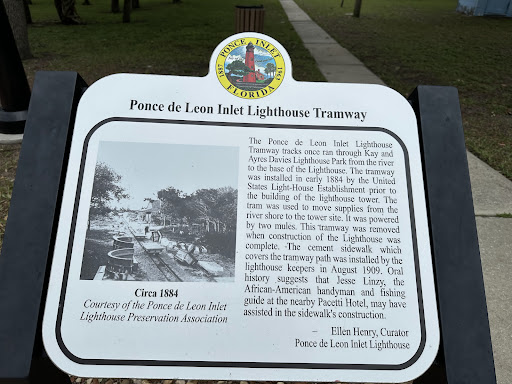 PONCE INLET
1887 1963
FLORIDA
Ponce de Leon Inlet Lighthouse Tramway
The Ponce de Leon Inlet Lighthouse
Tramway tracks once ran through Kay and
Ayres Davies Lighthouse Park from the river
to the base of the Lighthouse. The tramway
was installed in early 1884 by the United
States Light-House Establishment prior to
the building of the lighthouse tower. The
tram was used to move supplies from the
river shore to the tower site. It was powered
by two mules. This tramway was removed
when construction of the Lighthouse was
complete. -The cement sidewalk which
covers the tramway path was installed by the
lighthouse keepers in August 1909. Oral
history suggests that Jesse Linzy, the
African-American handyman and fishing
guide at the nearby Pacetti Hotel, may have
assisted in the sidewalk's construction.
– Ellen Henry, Curator
Ponce de Leon Inlet Lighthouse
Circa 1884
Courtesy of the Ponce de Leon Inlet
Lighthouse Preservation Association